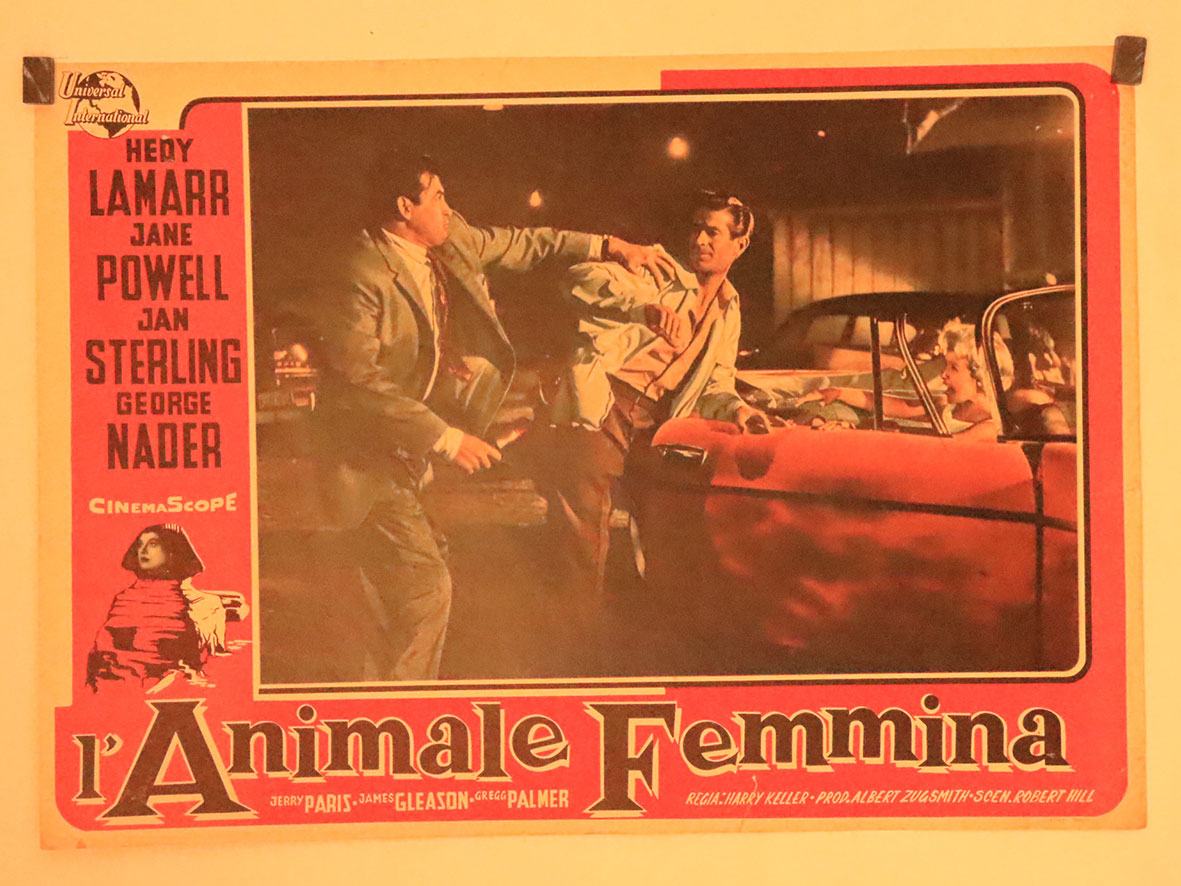 Universal
International
HEDY
LAMARR
JANE
POWELL
JAN
STERLING
GEORGE
NADER
CINEMASCOPE
l'Animale Femmina
JERRY PARIS - JAMES GLEASON - GREGG PALMER
REGIA: HARRY KELLER - PROD. ALBERT ZUGSMITH - SCEN. ROBERT HILL